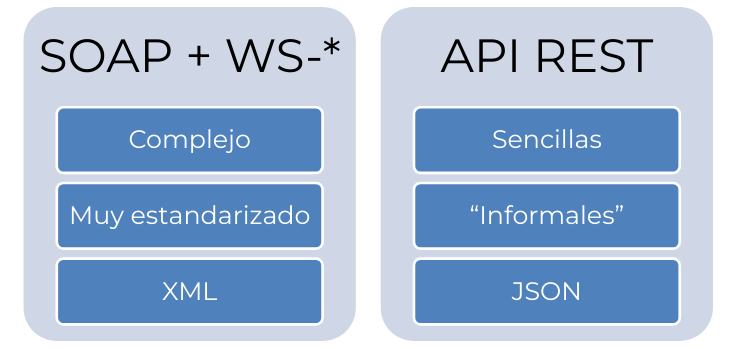 SOAP + WS-*
Complejo
Muy estandarizado
XML
API REST
Sencillas
“Informales”
JSON